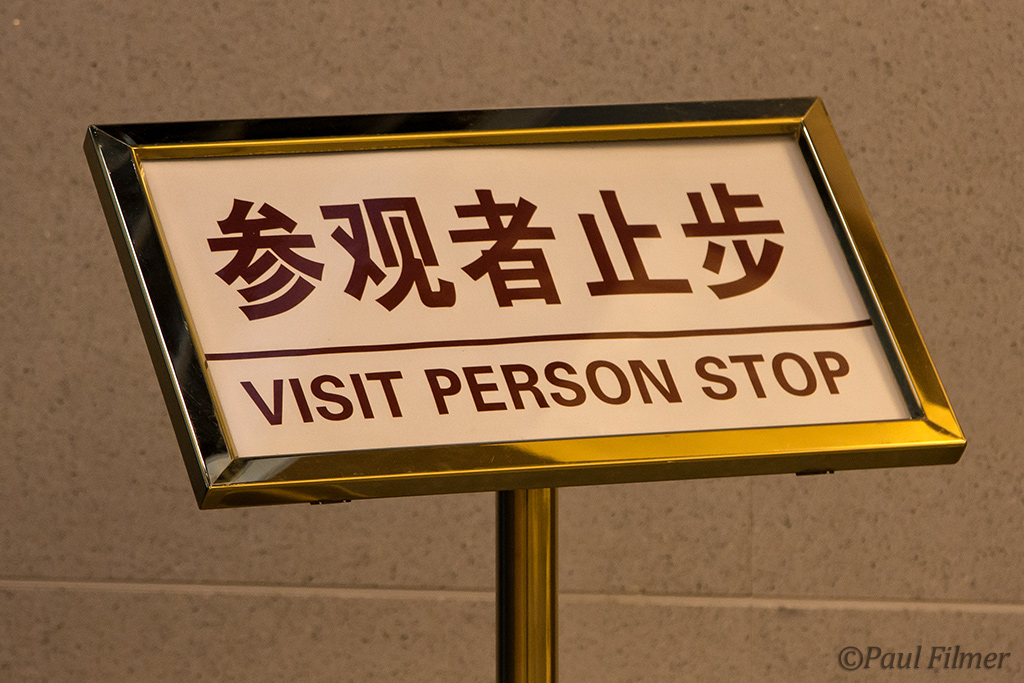 参观者止步
VISIT PERSON STOP
©Paul Filmer